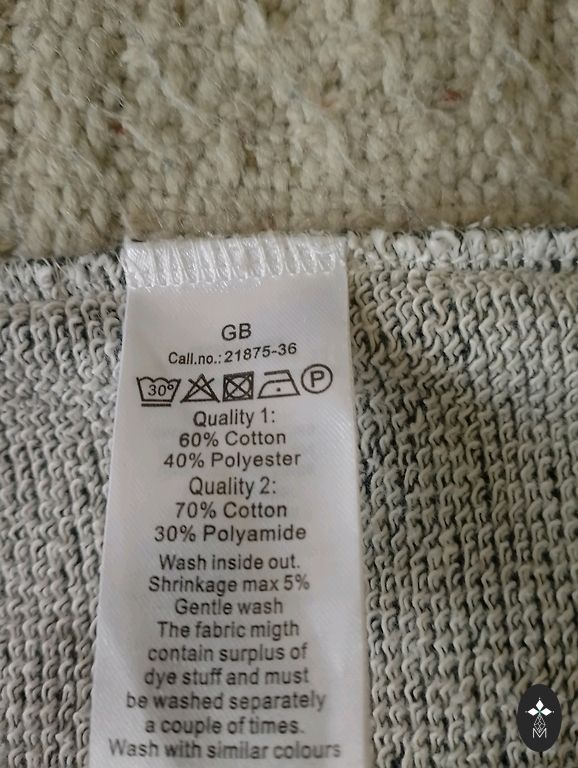 GB
Call.no.: 21875-36
30°
P
Quality 1:
60% Cotton
40% Polyester
Quality 2:
70% Cotton
30% Polyamide
Wash inside out.
Shrinkage max 5%
Gentle wash
The fabric migth
contain surplus of
dye stuff and must
be washed separately
a couple of times.
Wash with similar colours
M